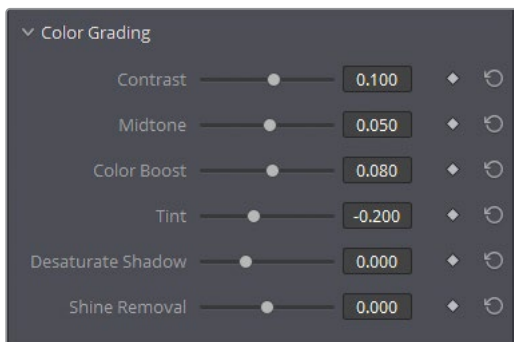 Color Grading
Contrast 0.100
Midtone 0.050
Color Boost 0.080
Tint -0.200
Desaturate Shadow 0.000
Shine Removal 0.000